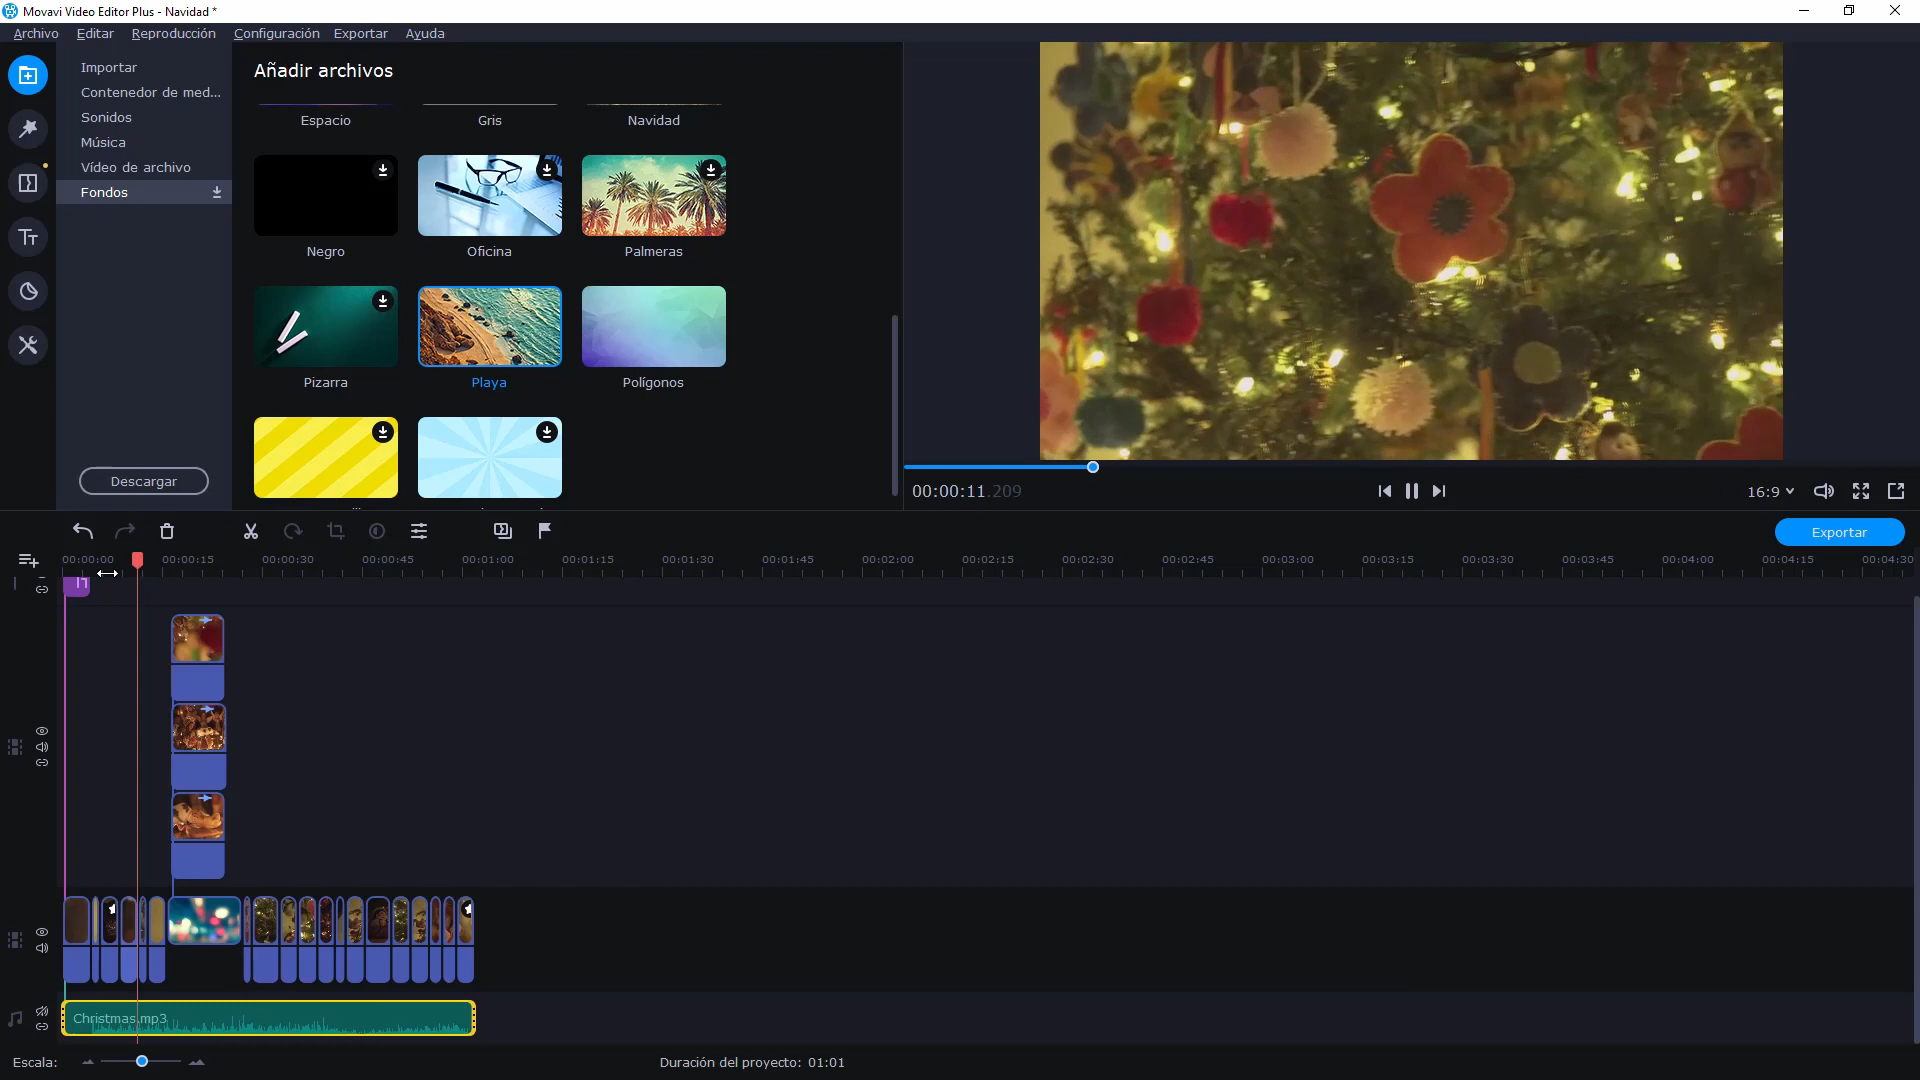 Movavi Video Editor Plus - Navidad *
Archivo Editar Reproducción Configuración Exportar Ayuda
Importar
Contenedor de med...
Sonidos
Música
Vídeo de archivo
Fondos
Descargar
Añadir archivos
Espacio Gris Navidad
Negro Oficina Palmeras
Pizarra Playa Polígonos
00:00:11.209
16:9
Exportar
00:00:00 00:00:15 00:00:30 00:00:45 00:01:00 00:01:15 00:01:30 00:01:45 00:02:00 00:02:15 00:02:30 00:02:45 00:03:00 00:03:15 00:03:30 00:03:45 00:04:00 00:04:15 00:04:30
Christmas.mp3
Escala:
Duración del proyecto: 01:01